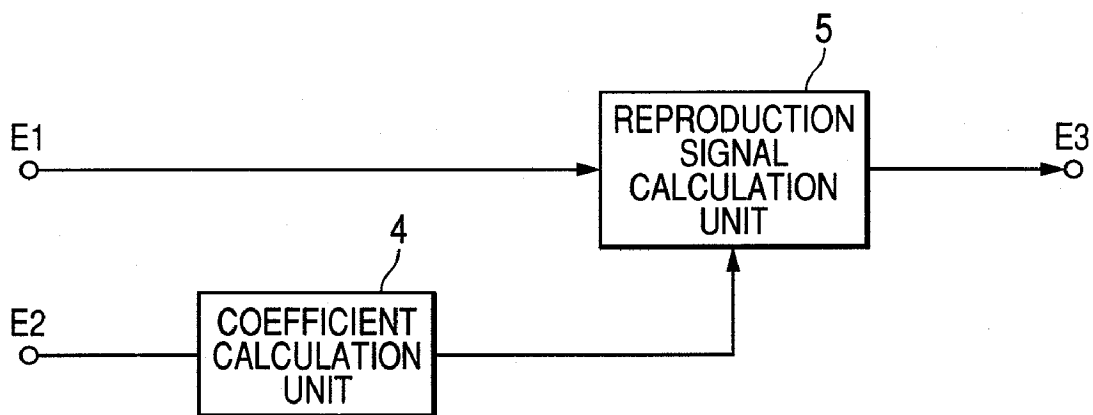 5
REPRODUCTION
SIGNAL
CALCULATION
UNIT
E1
E3
4
E2
COEFFICIENT
CALCULATION
UNIT